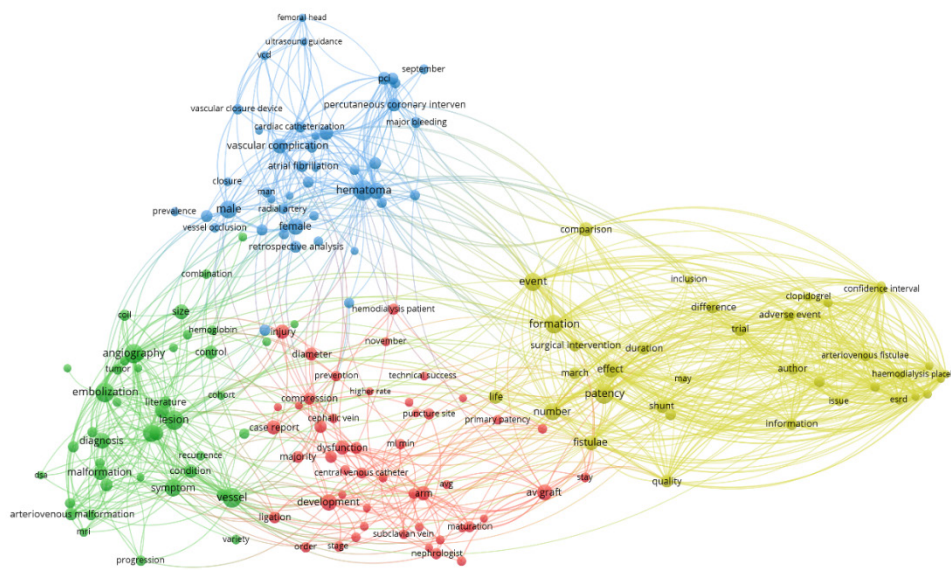 femoral head
ultrasound guidance
vcd
september
pci
percutaneous coronary interven
vascular closure device
major bleeding
cardiac catheterization
vascular complication
atrial fibrillation
closure
man
hematoma
prevalence
male
radial artery
vessel occlusion
female
retrospective analysis
comparison
combination
event
inclusion
confidence interval
clopidogrel
difference
adverse event
hemodialysis patient
coil
size
hemoglobin
injury
formation
trial
november
surgical intervention
duration
angiography
control
diameter
arteriovenous fistulae
tumor
prevention
technical success
march
effect
may
author
haemodialysis place
embolization
literature
cohort
compression
higher rate
life
patency
issue
esrd
lesion
cephalic vein
puncture site
primary patency
number
shunt
information
case report
diagnosis
recurrence
majority
dysfunction
ml min
fistulae
dsa
malformation
condition
central venous catheter
avg
stay
quality
symptom
vessel
development
arm
av graft
arteriovenous malformation
ligation
subclavian vein
maturation
mri
variety
order
stage
nephrologist
progression